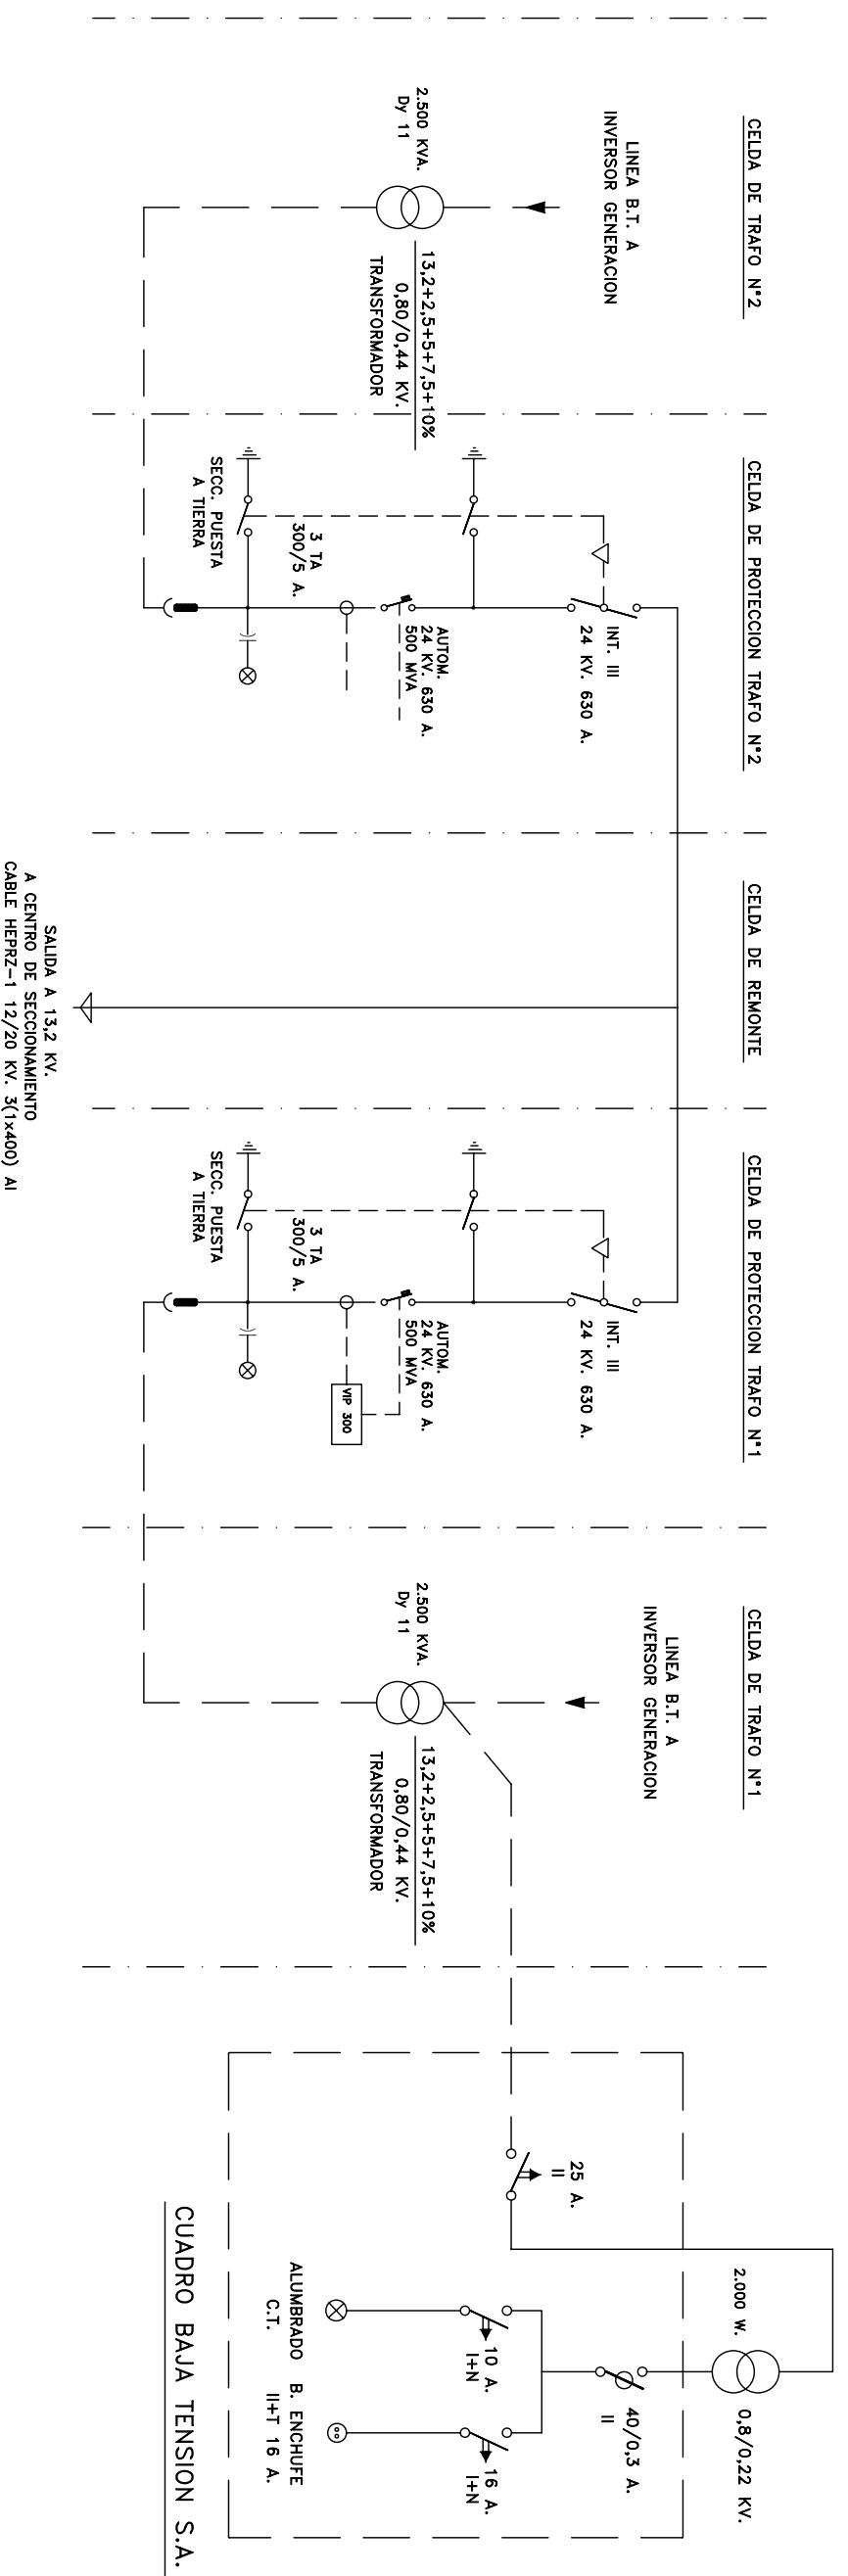 CELDA DE TRAFO N°2
LINEA B.T. A
INVERSOR GENERACION
2.500 KVA.
Dy 11
13,2+2,5+5+7,5+10%
0,80/0,44 KV.
TRANSFORMADOR
CELDA DE PROTECCION TRAFO N°2
INT. III
24 KV. 630 A.
AUTOM.
24 KV. 630 A.
500 MVA
3 TA
300/5 A.
SECC. PUESTA
A TIERRA
CELDA DE REMONTE
SALIDA A 13,2 KV.
A CENTRO DE SECCIONAMIENTO
CABLE HEPRZ-1 12/20 KV. 3(1x400) Al
CELDA DE PROTECCION TRAFO N°1
INT. III
24 KV. 630 A.
AUTOM.
24 KV. 630 A.
500 MVA
VIP 300
3 TA
300/5 A.
SECC. PUESTA
A TIERRA
CELDA DE TRAFO N°1
LINEA B.T. A
INVERSOR GENERACION
2.500 KVA.
Dy 11
13,2+2,5+5+7,5+10%
0,80/0,44 KV.
TRANSFORMADOR
2.000 W.
0,8/0,22 KV.
25 A.
II
40/0,3 A.
II
10 A.
I+N
16 A.
I+N
ALUMBRADO
C.T.
B. ENCHUFE
II+T 16 A.
CUADRO BAJA TENSION S.A.